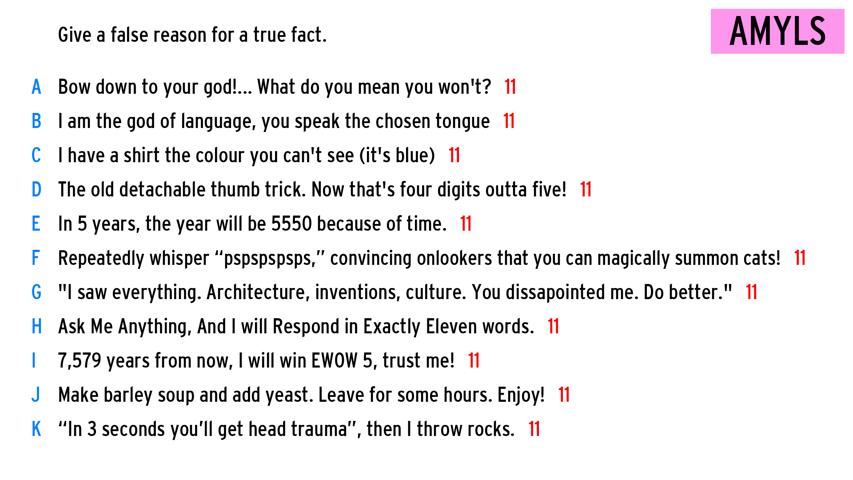 Give a false reason for a true fact.
AMYLS
A Bow down to your god!... What do you mean you won't? 11
B I am the god of language, you speak the chosen tongue 11
C I have a shirt the colour you can't see (it's blue) 11
D The old detachable thumb trick. Now that's four digits outta five! 11
E In 5 years, the year will be 5550 because of time. 11
F Repeatedly whisper “pspspspsps,” convincing onlookers that you can magically summon cats! 11
G "I saw everything. Architecture, inventions, culture. You dissapointed me. Do better." 11
H Ask Me Anything, And I will Respond in Exactly Eleven words. 11
I 7,579 years from now, I will win EWOW 5, trust me! 11
J Make barley soup and add yeast. Leave for some hours. Enjoy! 11
K “In 3 seconds you’ll get head trauma”, then I throw rocks. 11